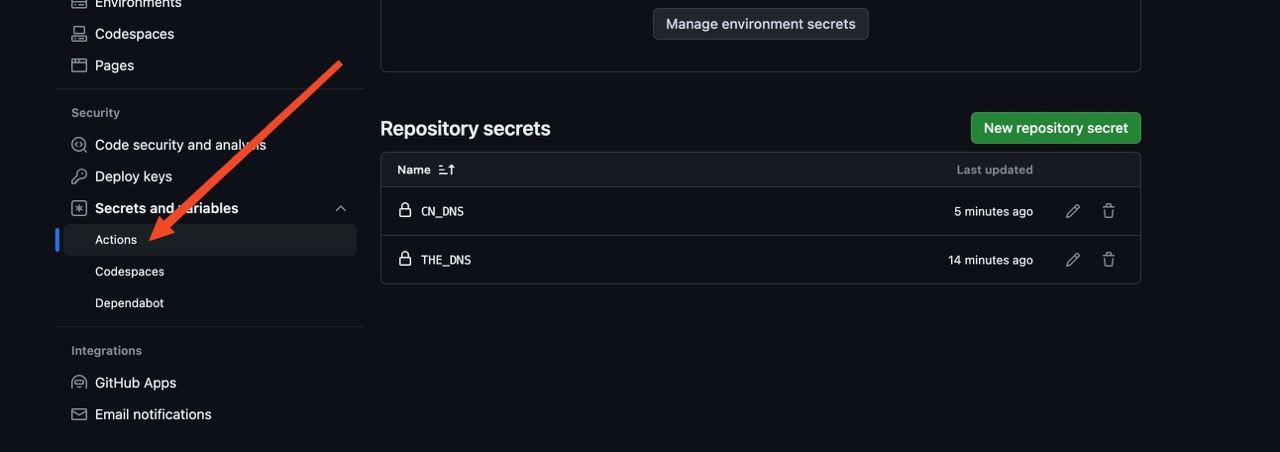 Environments
Codespaces
Pages
Security
Code security and analysis
Deploy keys
Secrets and variables
Actions
Codespaces
Dependabot
Integrations
GitHub Apps
Email notifications
Manage environment secrets
Repository secrets
New repository secret
Name Last updated
CN_DNS 5 minutes ago
THE_DNS 14 minutes ago